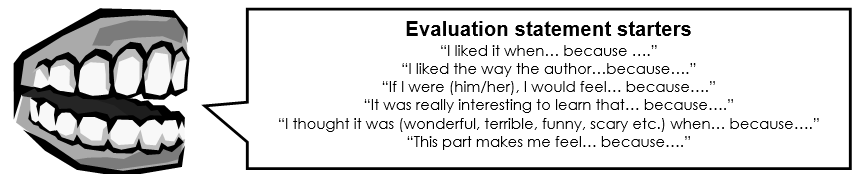 Evaluation statement starters
“I liked it when… because ….”
“I liked the way the author…because….”
“If I were (him/her), I would feel… because….”
“It was really interesting to learn that… because….”
“I thought it was (wonderful, terrible, funny, scary etc.) when… because….”
“This part makes me feel… because….”